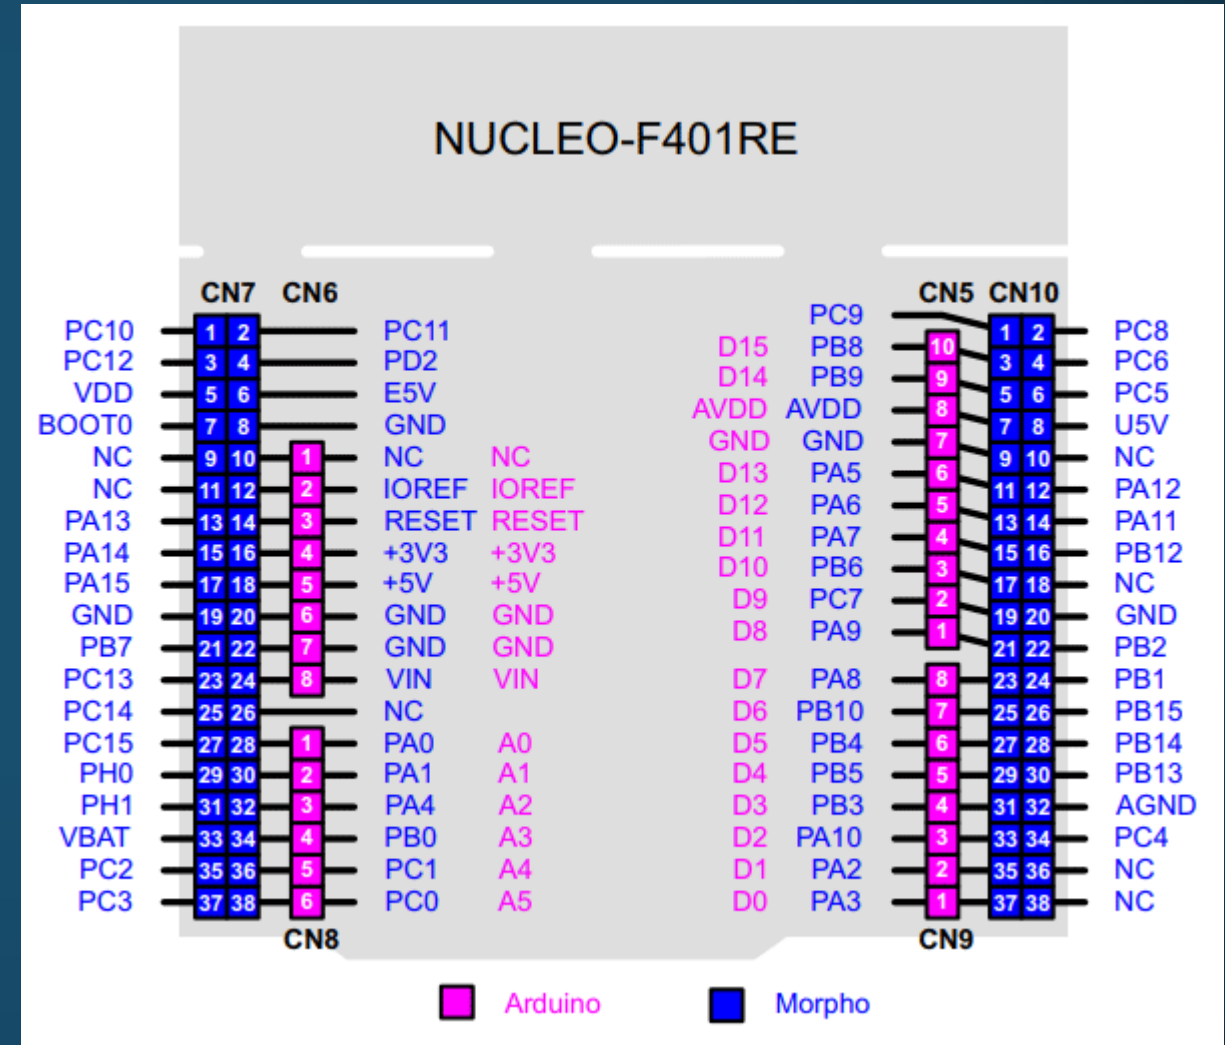 NUCLEO-F401RE
CN7 CN6 CN5 CN10
PC9
PC10 1 2 PC11 1 2 PC8
D15 PB8 10
PC12 3 4 PD2 3 4 PC6
D14 PB9 9
VDD 5 6 E5V 5 6 PC5
AVDD AVDD 8
BOOT0 7 8 GND 7 8 U5V
GND GND 7
NC 9 10 1 NC NC 9 10 NC
D13 PA5 6
NC 11 12 2 IOREF IOREF 11 12 PA12
D12 PA6 5
PA13 13 14 3 RESET RESET 13 14 PA11
D11 PA7 4
PA14 15 16 4 +3V3 +3V3 15 16 PB12
D10 PB6 3
PA15 17 18 5 +5V +5V 17 18 NC
D9 PC7 2
GND 19 20 6 GND GND 19 20 GND
D8 PA9 1
PB7 21 22 7 GND GND 21 22 PB2
PC13 23 24 8 VIN VIN D7 PA8 8 23 24 PB1
PC14 25 26 NC D6 PB10 7 25 26 PB15
PC15 27 28 1 PA0 A0 D5 PB4 6 27 28 PB14
PH0 29 30 2 PA1 A1 D4 PB5 5 29 30 PB13
PH1 31 32 3 PA4 A2 D3 PB3 4 31 32 AGND
VBAT 33 34 4 PB0 A3 D2 PA10 3 33 34 PC4
PC2 35 36 5 PC1 A4 D1 PA2 2 35 36 NC
PC3 37 38 6 PC0 A5 D0 PA3 1 37 38 NC
CN8 CN9
Arduino Morpho